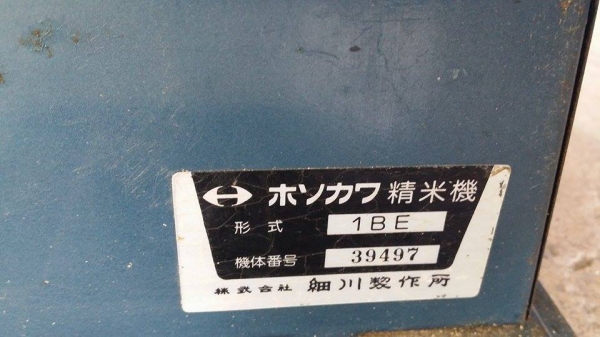 ホソカワ精米機
形式 1BE
機体番号 39497
株式会社 細川製作所